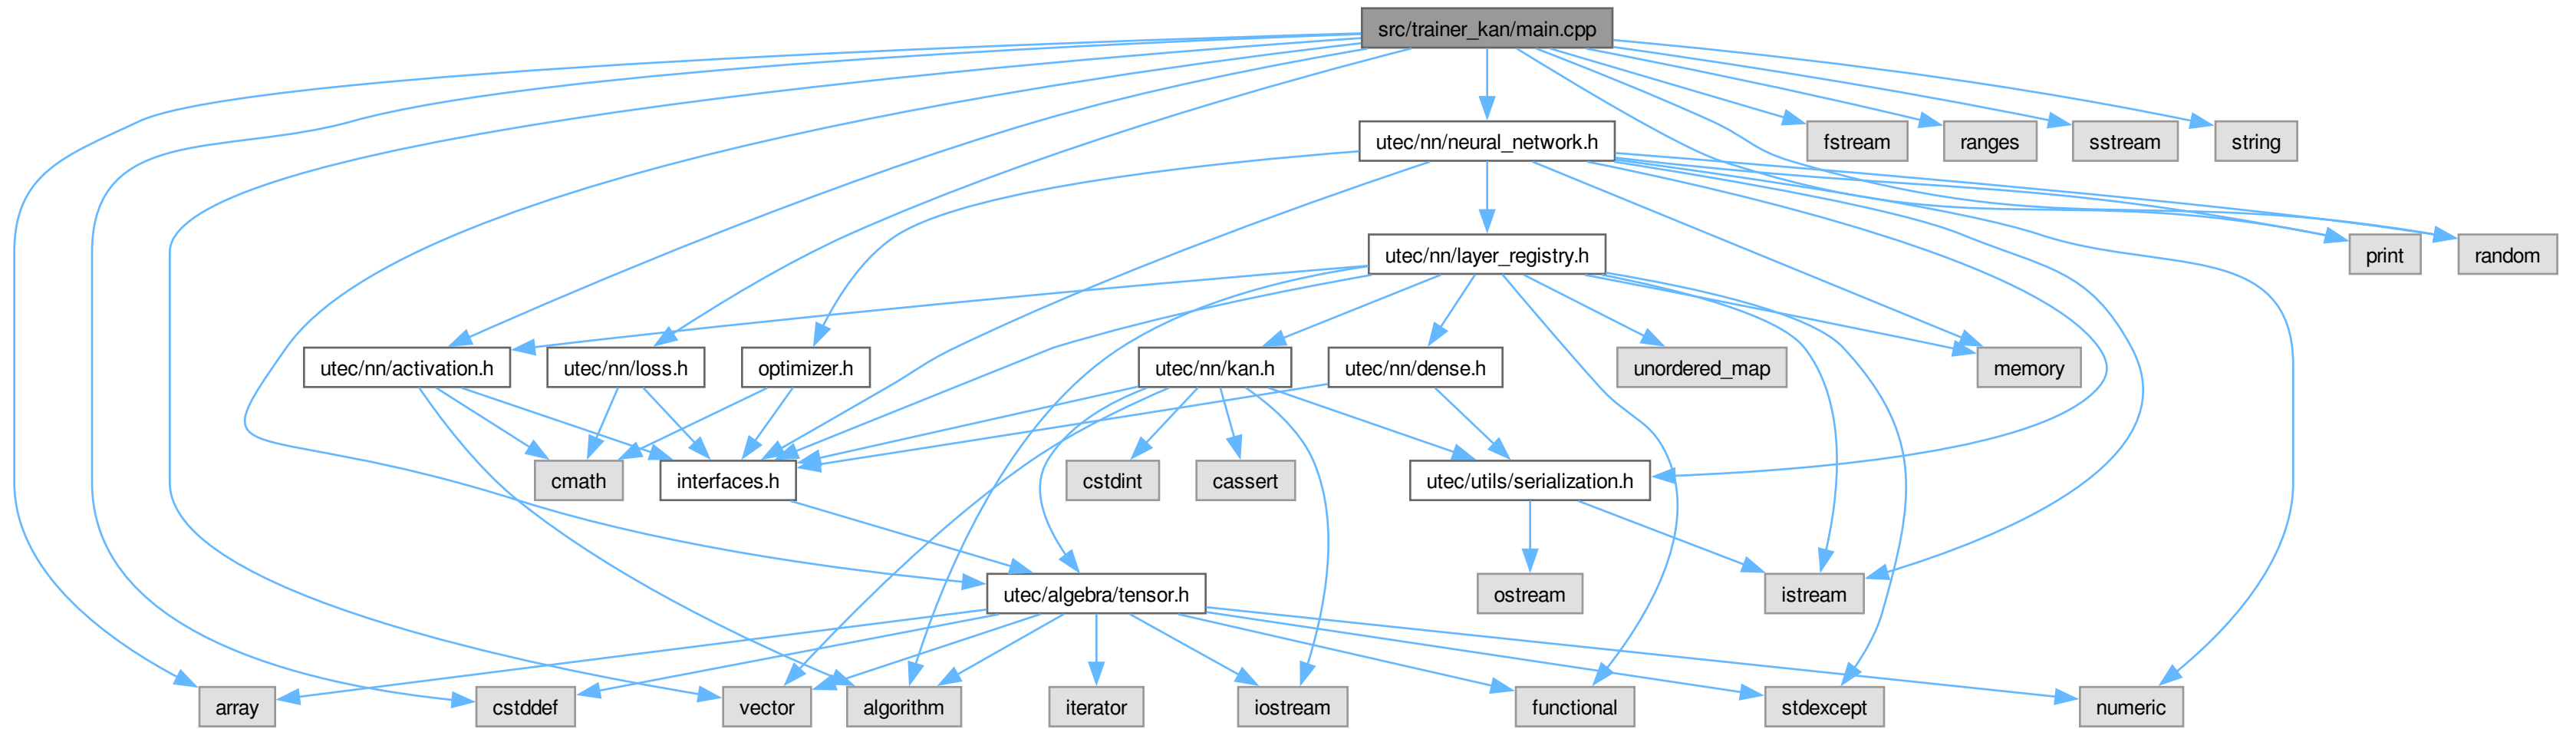 src/trainer_kan/main.cpp
utec/nn/neural_network.h
fstream
ranges
sstream
string
utec/nn/layer_registry.h
print
random
utec/nn/activation.h
utec/nn/loss.h
optimizer.h
utec/nn/kan.h
utec/nn/dense.h
unordered_map
memory
cmath
interfaces.h
cstdint
cassert
utec/utils/serialization.h
utec/algebra/tensor.h
ostream
istream
array
cstddef
vector
algorithm
iterator
iostream
functional
stdexcept
numeric